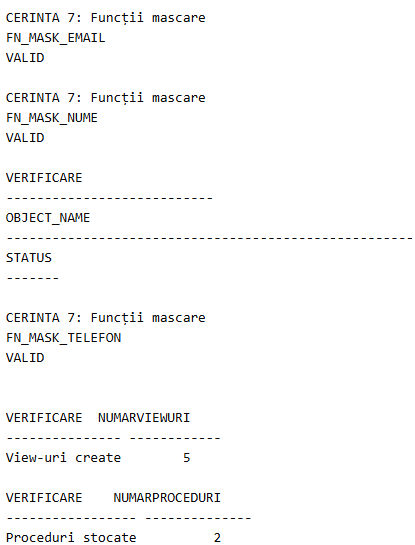 CERINTA 7: Funcții mascare
FN_MASK_EMAIL
VALID
CERINTA 7: Funcții mascare
FN_MASK_NUME
VALID
VERIFICARE
---------------------------
OBJECT_NAME
-----------------------------------------------------
STATUS
-------
CERINTA 7: Funcții mascare
FN_MASK_TELEFON
VALID
VERIFICARE  NUMARVIEWURI
--------------- ------------
View-uri create        5
VERIFICARE    NUMARPROCEDURI
----------------- --------------
Proceduri stocate          2